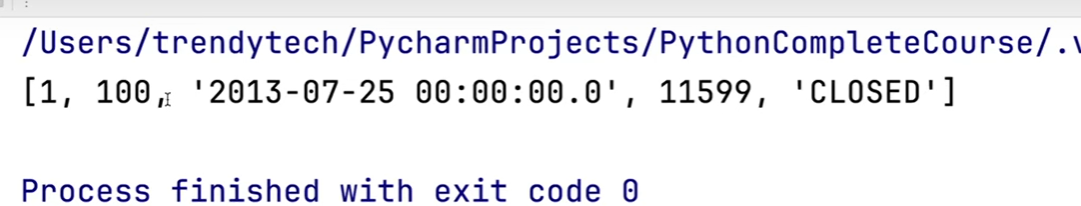 /Users/trendytech/PycharmProjects/PythonCompleteCourse/.v
[1, 100, '2013-07-25 00:00:00.0', 11599, 'CLOSED']
Process finished with exit code 0